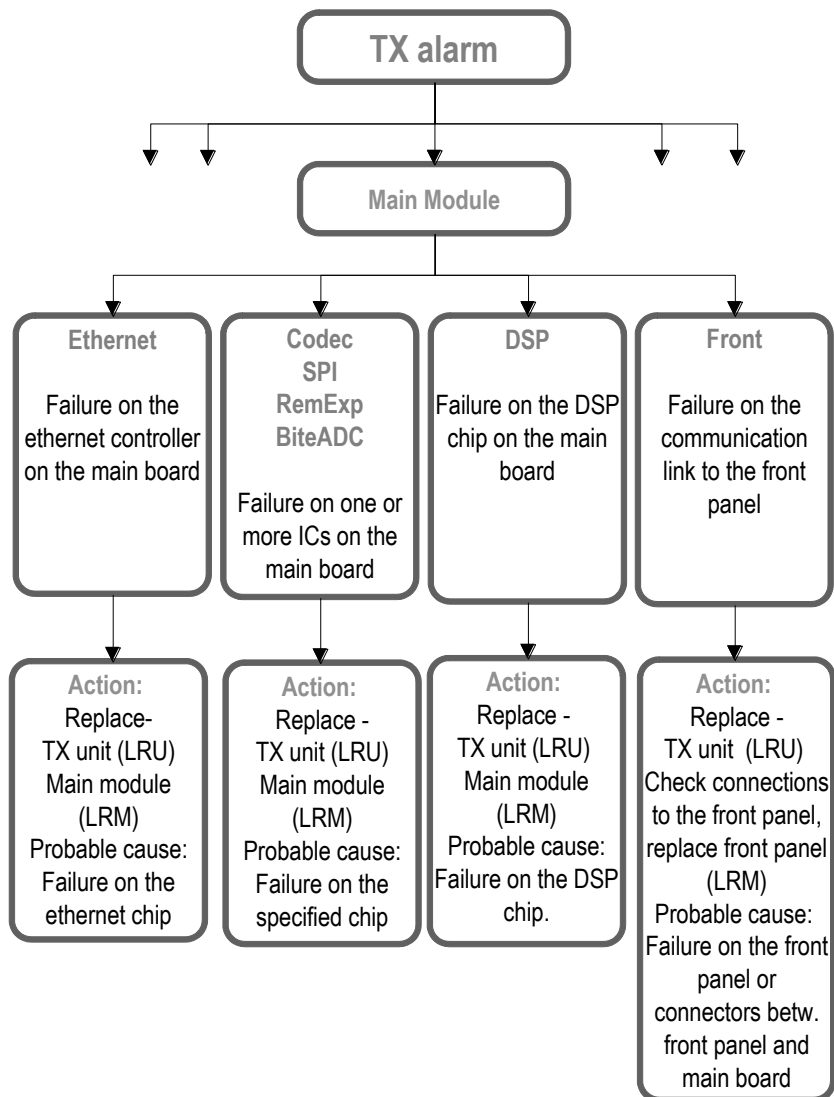 TX alarm
Main Module
Ethernet
Failure on the
ethernet controller
on the main board
Codec
SPI
RemExp
BiteADC
Failure on one or
more ICs on the
main board
DSP
Failure on the DSP
chip on the main
board
Front
Failure on the
communication
link to the front
panel
Action:
Replace-
TX unit (LRU)
Main module
(LRM)
Probable cause:
Failure on the
ethernet chip
Action:
Replace -
TX unit (LRU)
Main module
(LRM)
Probable cause:
Failure on the
specified chip
Action:
Replace -
TX unit (LRU)
Main module
(LRM)
Probable cause:
Failure on the DSP
chip.
Action:
Replace -
TX unit (LRU)
Check connections
to the front panel,
replace front panel
(LRM)
Probable cause:
Failure on the front
panel or
connectors betw.
front panel and
main board